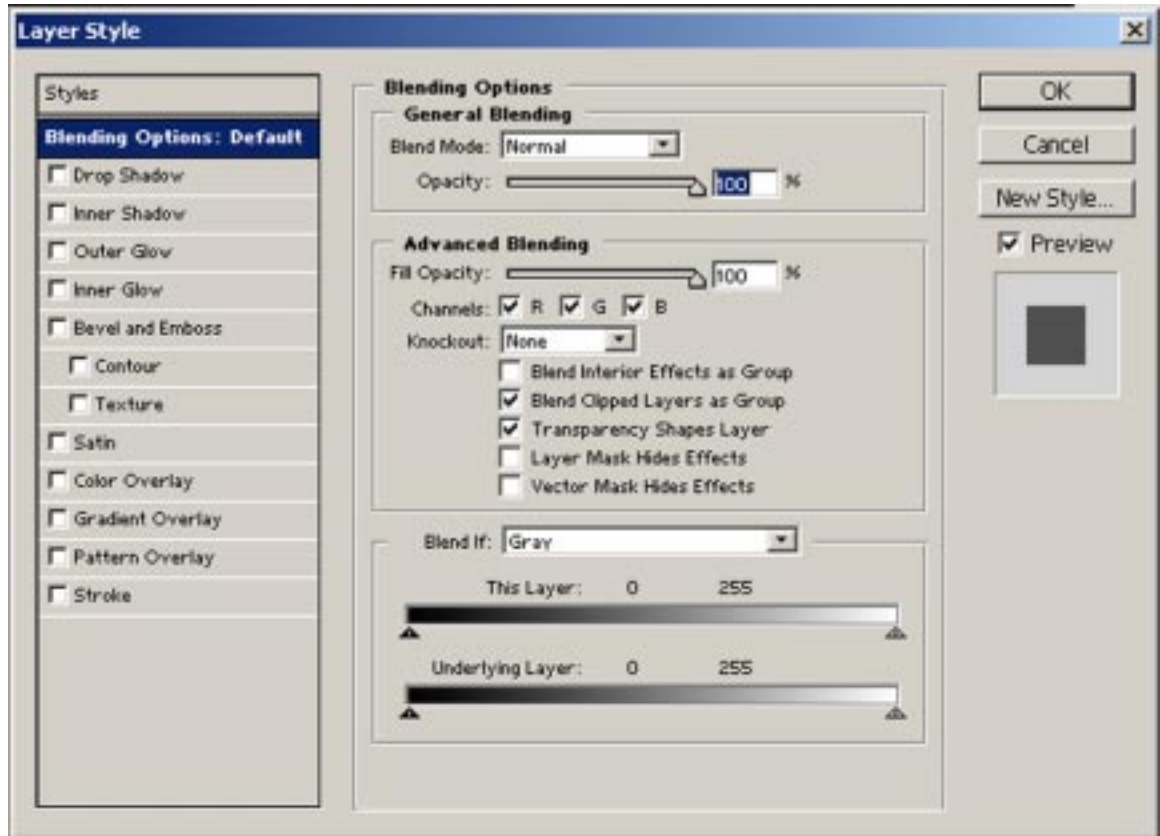 Layer Style
Styles
Blending Options: Default
Drop Shadow
Inner Shadow
Outer Glow
Inner Glow
Bevel and Emboss
Contour
Texture
Satin
Color Overlay
Gradient Overlay
Pattern Overlay
Stroke
Blending Options
General Blending
Blend Mode: Normal
Opacity: 100 %
Advanced Blending
Fill Opacity: 100 %
Channels: R G B
Knockout: None
Blend Interior Effects as Group
Blend Clipped Layers as Group
Transparency Shapes Layer
Layer Mask Hides Effects
Vector Mask Hides Effects
Blend If: Gray
This Layer: 0 255
Underlying Layer: 0 255
OK
Cancel
New Style...
Preview